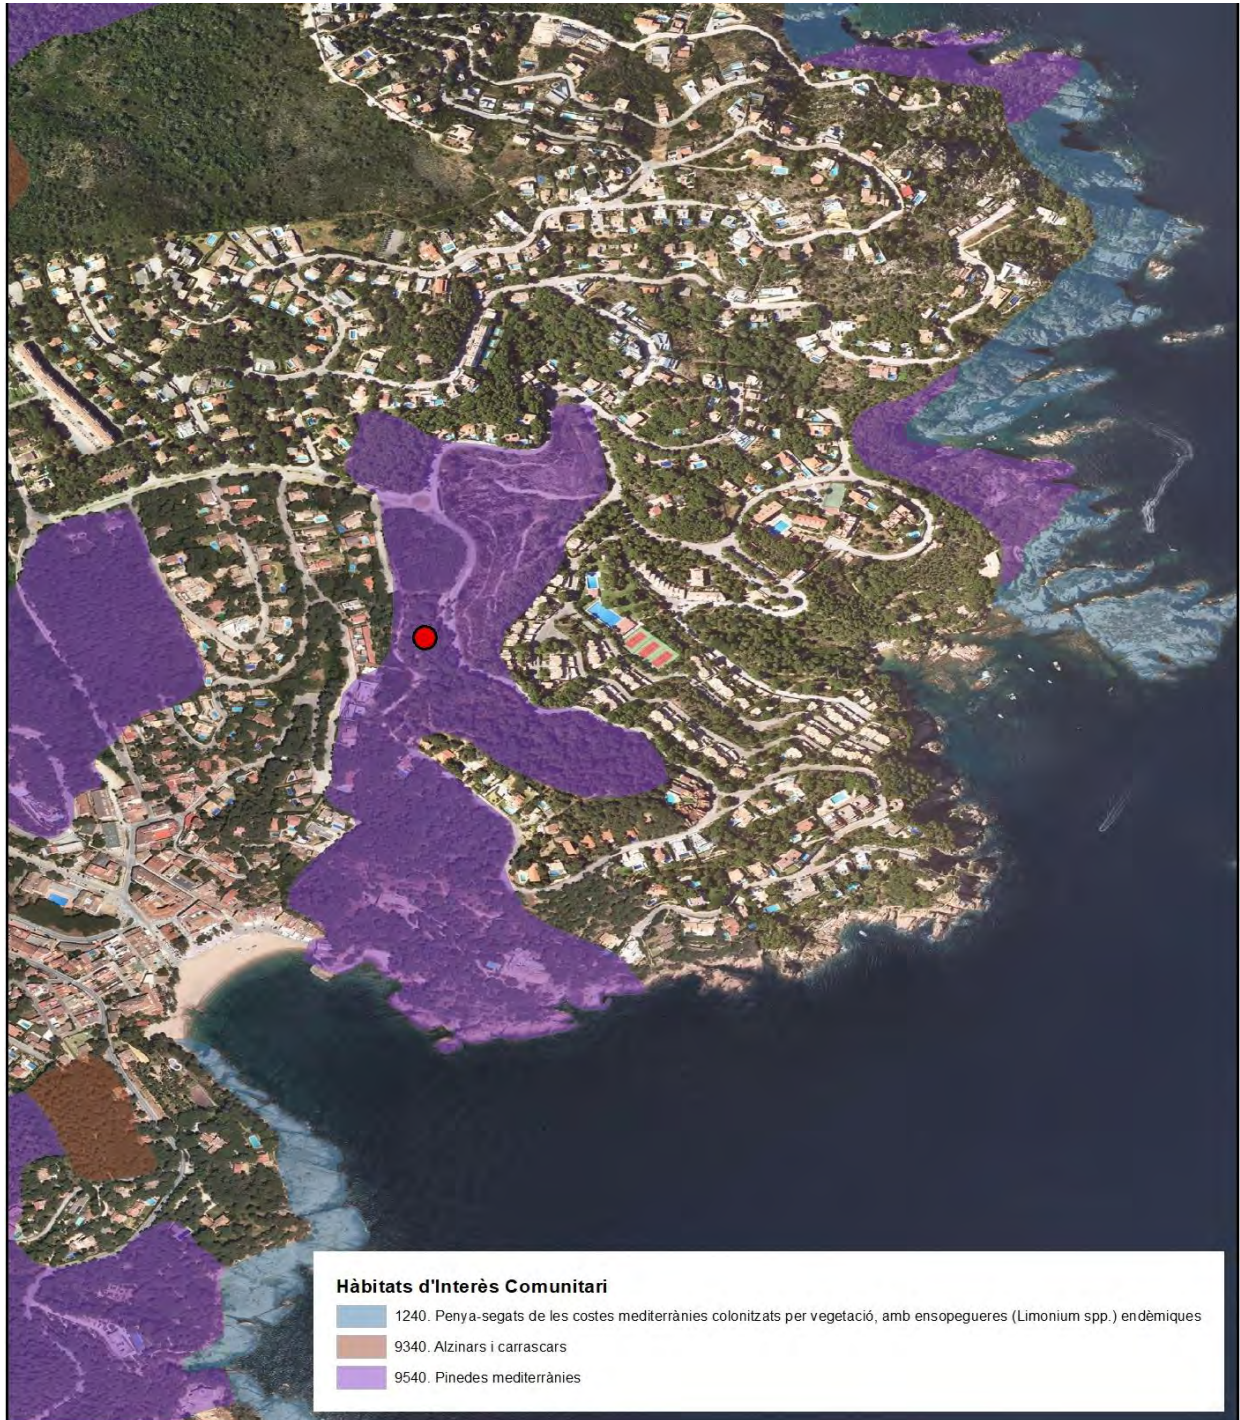 Hàbitats d'Interès Comunitari
1240. Penya-segats de les costes mediterrànies colonitzats per vegetació, amb ensopegueres (Limonium spp.) endèmiques
9340. Alzinars i carrascars
9540. Pinedes mediterrànies